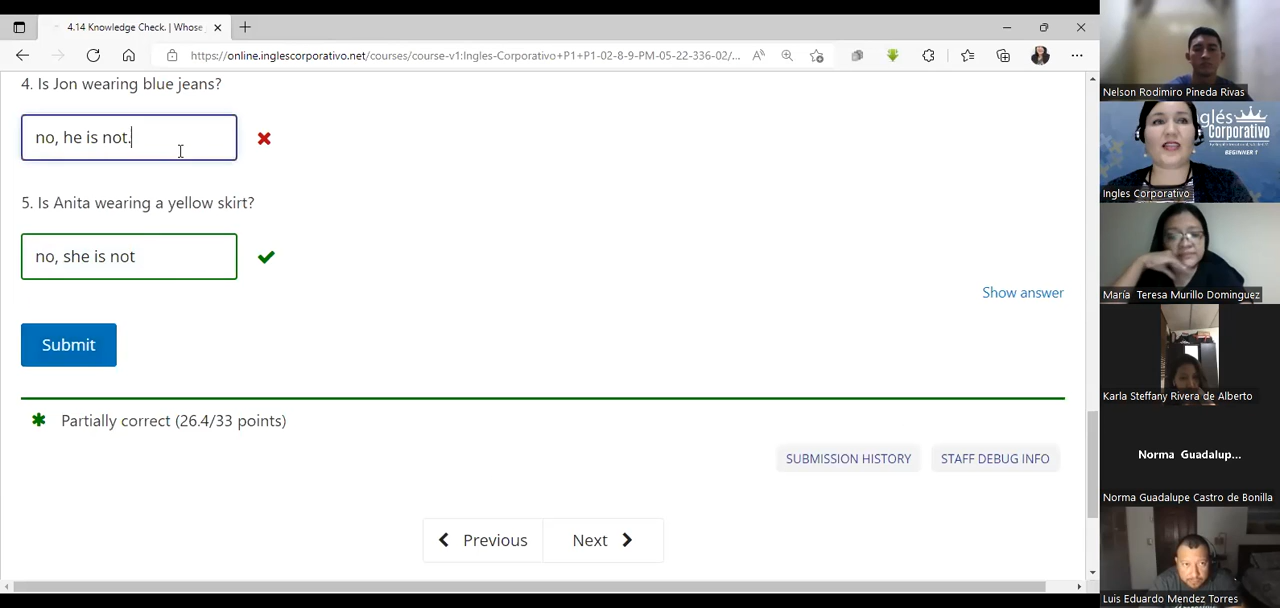 4.14 Knowledge Check. | Whose
https://online.inglescorporativo.net/courses/course-v1:Ingles-Corporativo+P1+P1-02-8-9-PM-05-22-336-02/...
4. Is Jon wearing blue jeans?
no, he is not.
5. Is Anita wearing a yellow skirt?
no, she is not
Show answer
Submit
Partially correct (26.4/33 points)
SUBMISSION HISTORY
STAFF DEBUG INFO
Previous
Next
Nelson Rodimiro Pineda Rivas
glés
Corporativo
BEGINNER 1
Ingles Corporativo
María Teresa Murillo Dominguez
Karla Steffany Rivera de Alberto
Norma Guadalup...
Norma Guadalupe Castro de Bonilla
Luis Eduardo Mendez Torres